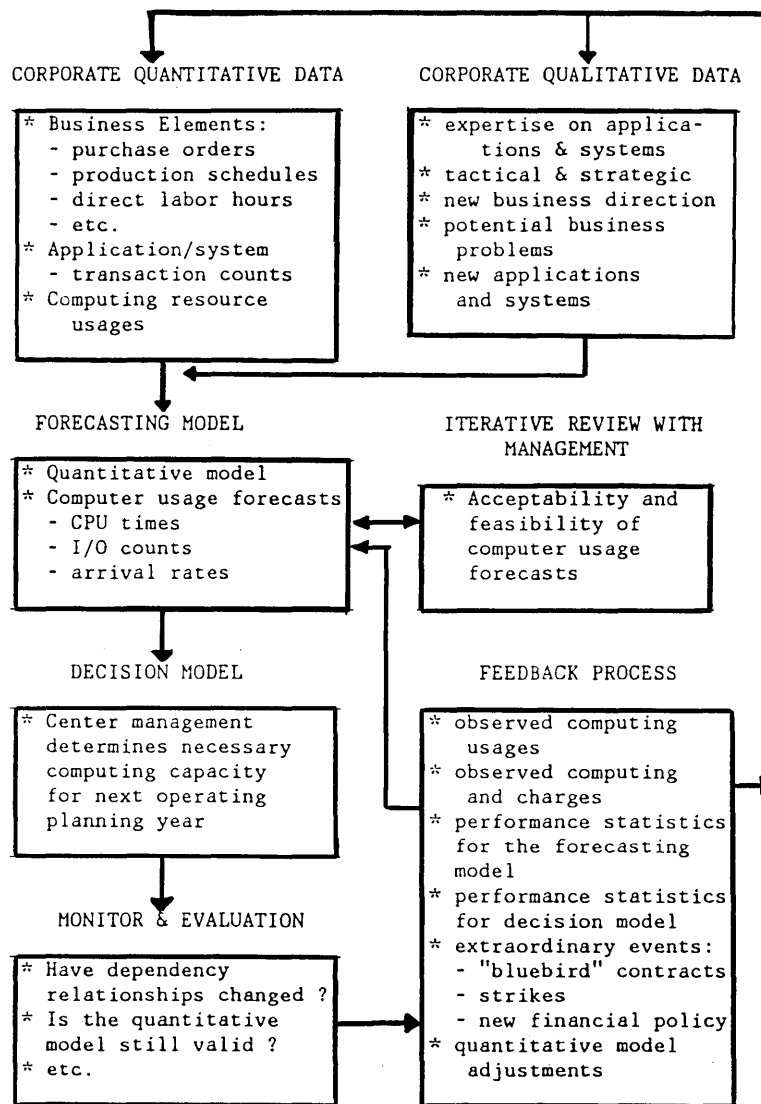 CORPORATE QUANTITATIVE DATA
* Business Elements:
- purchase orders
- production schedules
- direct labor hours
- etc.
* Application/system
- transaction counts
* Computing resource
usages
CORPORATE QUALITATIVE DATA
* expertise on applica-
tions & systems
* tactical & strategic
* new business direction
* potential business
problems
* new applications
and systems
FORECASTING MODEL
* Quantitative model
* Computer usage forecasts
- CPU times
- I/O counts
- arrival rates
ITERATIVE REVIEW WITH
MANAGEMENT
* Acceptability and
feasibility of
computer usage
forecasts
DECISION MODEL
* Center management
determines necessary
computing capacity
for next operating
planning year
FEEDBACK PROCESS
* observed computing
usages
* observed computing
and charges
* performance statistics
for the forecasting
model
* performance statistics
for decision model
* extraordinary events:
- "bluebird" contracts
- strikes
- new financial policy
* quantitative model
adjustments
MONITOR & EVALUATION
* Have dependency
relationships changed ?
* Is the quantitative
model still valid ?
* etc.